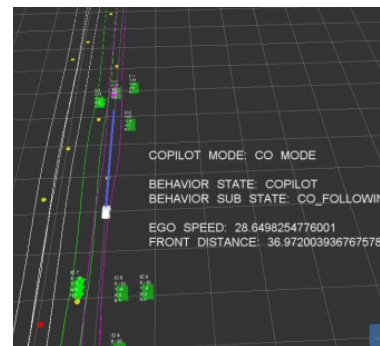 COPILOT MODE: CO MODE
BEHAVIOR STATE: COPILOT
BEHAVIOR SUB STATE: CO_FOLLOWIN
EGO SPEED: 28.6498254776001
FRONT DISTANCE: 36.972003936767578